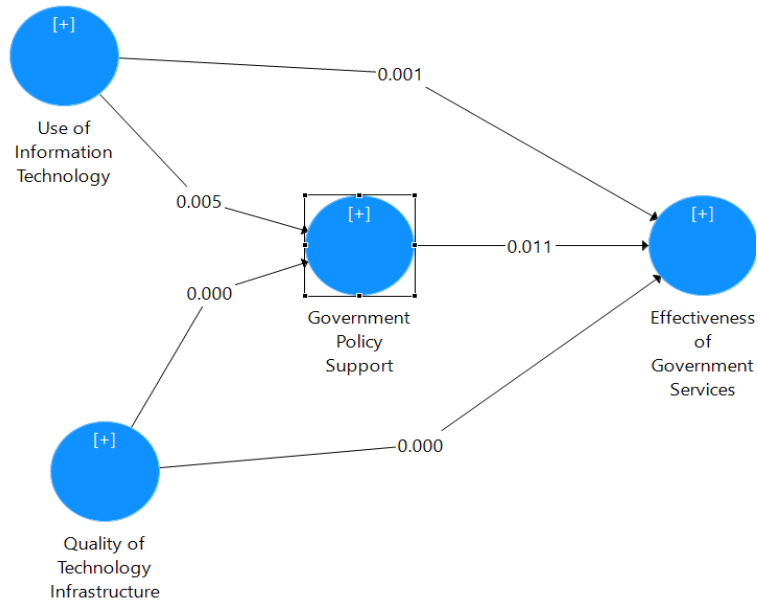 [+]
Use of
Information
Technology
0.001
0.005
[+]
Government
Policy
Support
0.011
[+]
Effectiveness
of
Government
Services
0.000
[+]
Quality of
Technology
Infrastructure
0.000